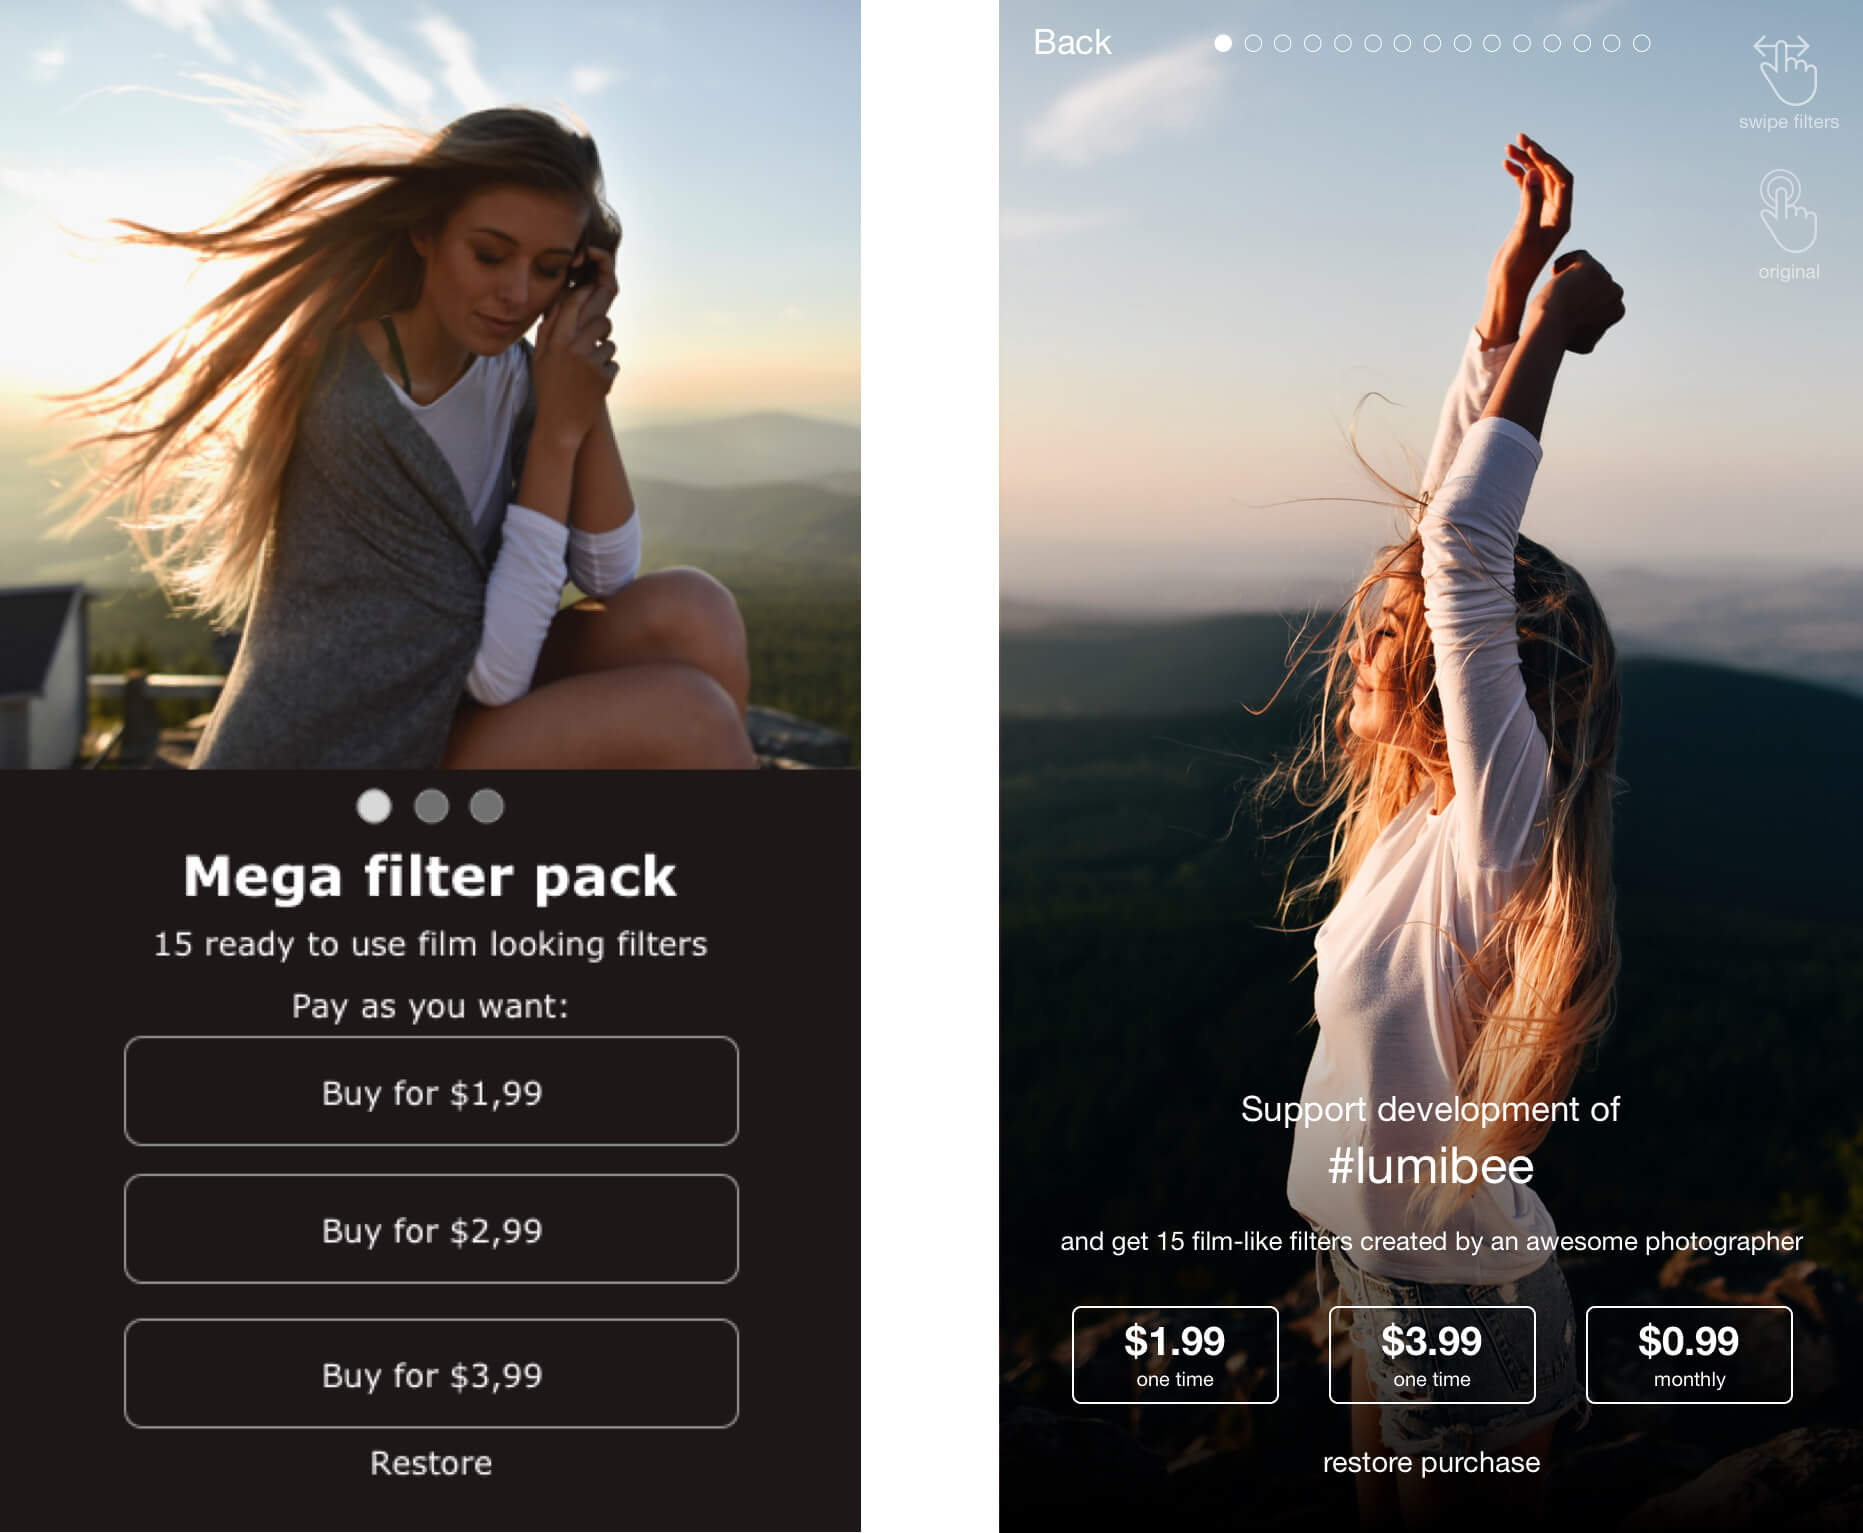 Mega filter pack
15 ready to use film looking filters
Pay as you want:
Buy for $1,99
Buy for $2,99
Buy for $3,99
Restore
Back
swipe filters
original
Support development of
#lumibee
and get 15 film-like filters created by an awesome photographer
$1.99
one time
$3.99
one time
$0.99
monthly
restore purchase